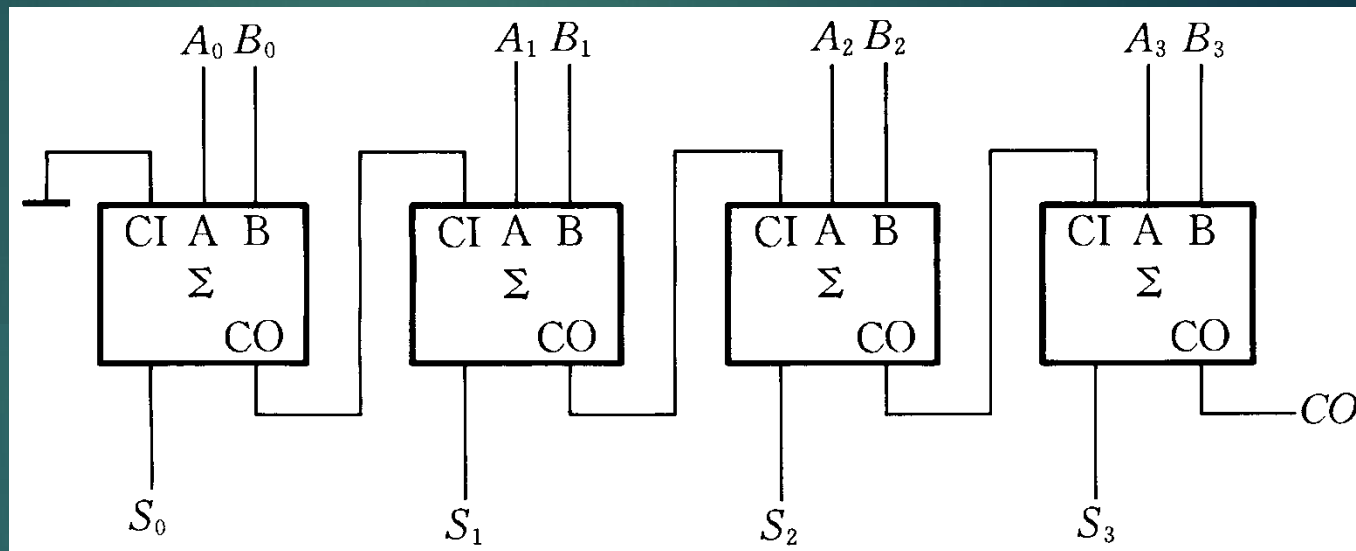 A₀ B₀ A₁ B₁ A₂ B₂ A₃ B₃
CI A B CI A B CI A B CI A B
Σ Σ Σ Σ
CO CO CO CO
CO
S₀ S₁ S₂ S₃